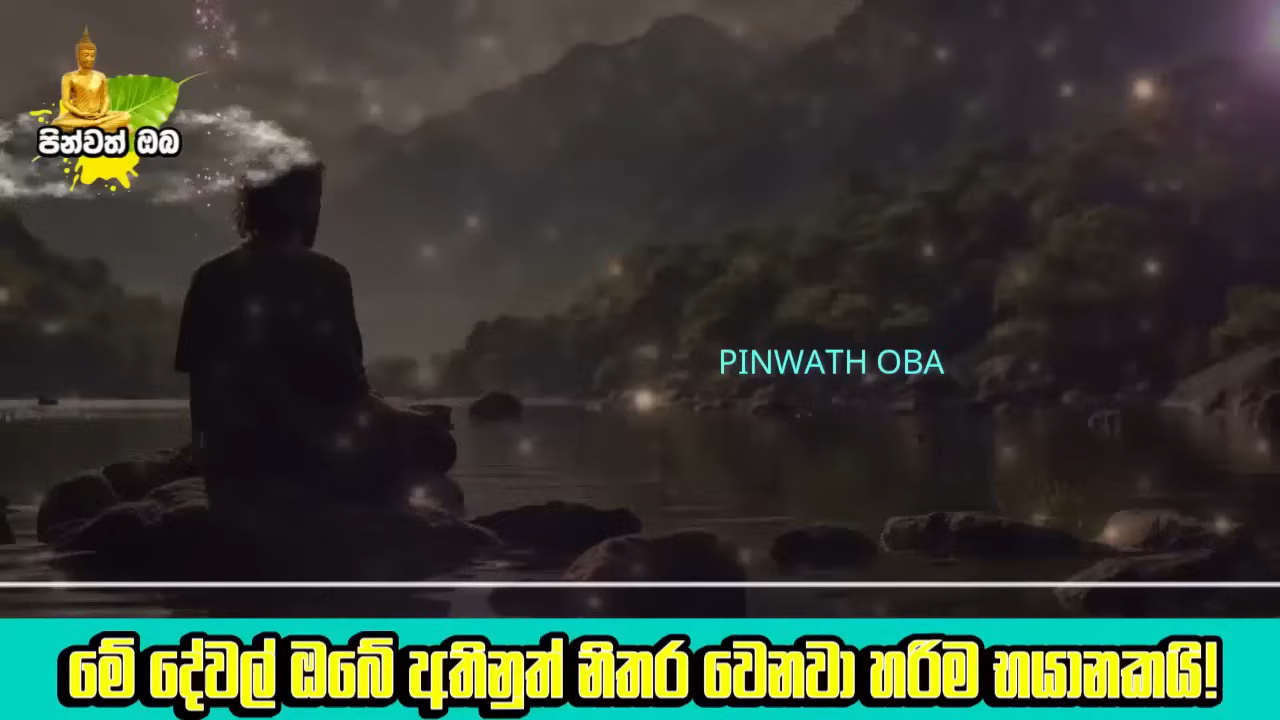 පින්වත් ඔබ
PINWATH OBA
මේ දේවල් ඔබේ අතිනුත් නිතර වෙනවා හරිම භයානකයි!